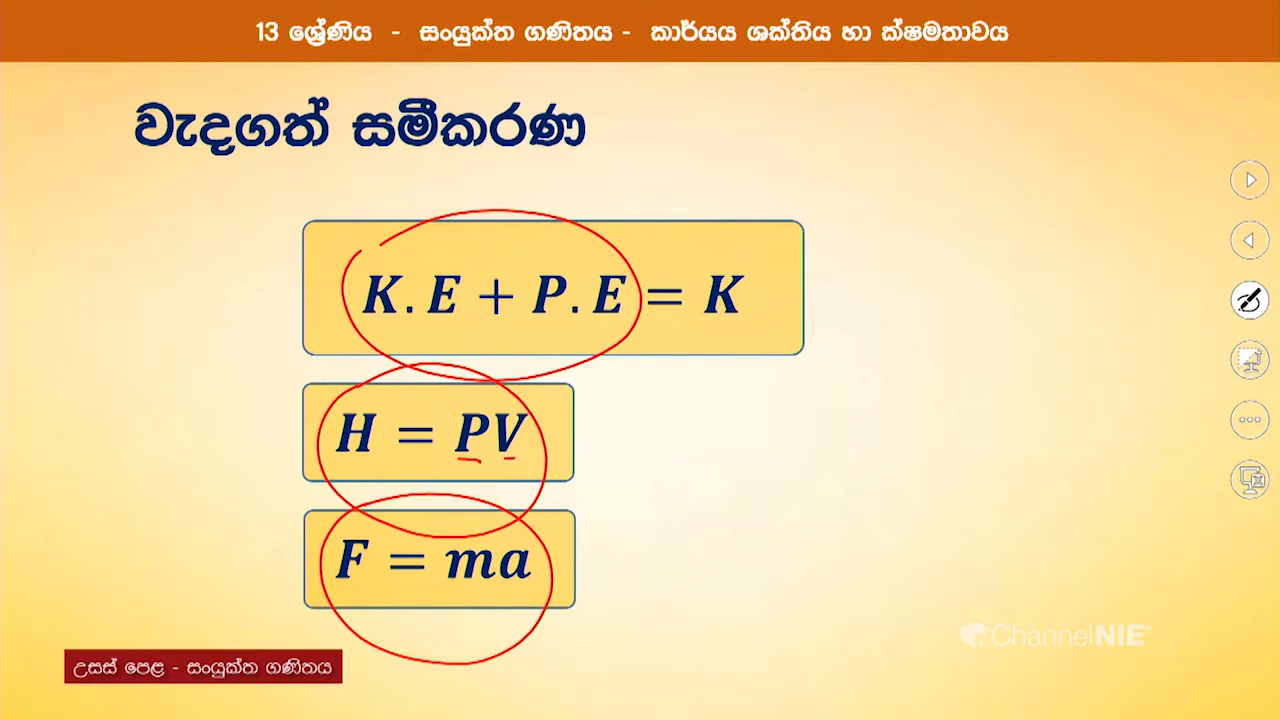 13 ශ්‍රේණිය - සංයුක්ත ගණිතය - කාර්යය ශක්තිය හා ක්ෂමතාවය
වැදගත් සමීකරණ
K.E + P.E = K
H = PV
F = ma
ChannelNIE
උසස් පෙළ - සංයුක්ත ගණිතය